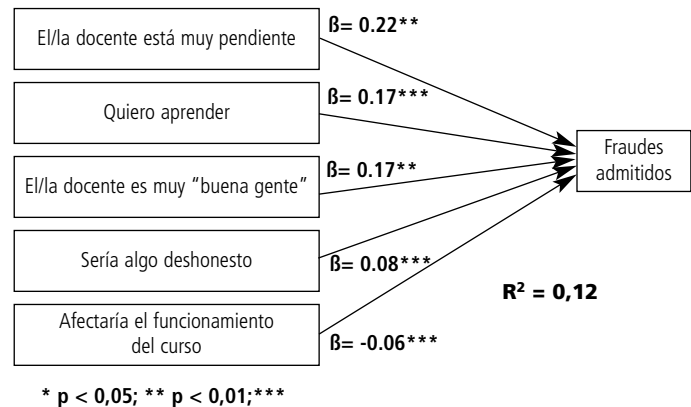 El/la docente está muy pendiente
ß= 0.22**
Quiero aprender
ß= 0.17***
El/la docente es muy “buena gente”
ß= 0.17**
Sería algo deshonesto
ß= 0.08***
Afectaría el funcionamiento
del curso
ß= -0.06***
Fraudes
admitidos
R² = 0,12
* p < 0,05; ** p < 0,01;***